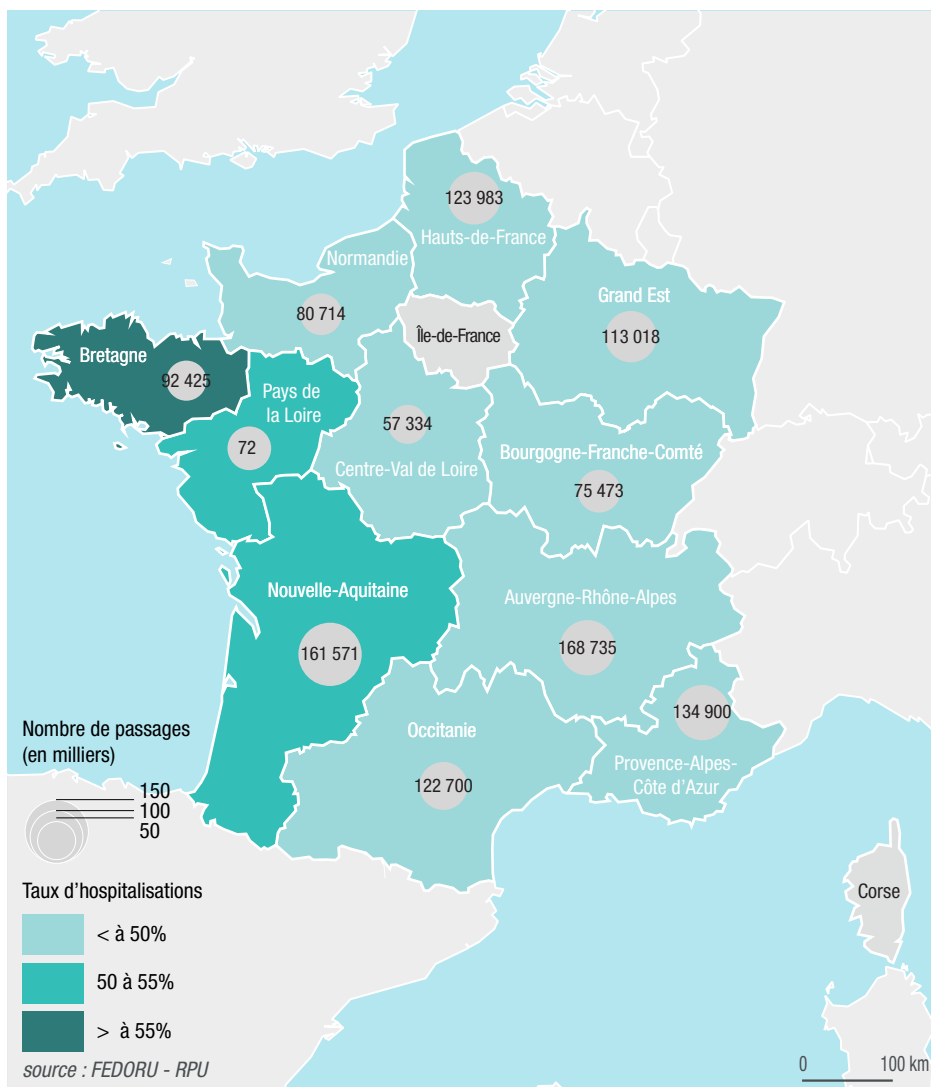 123 983
Hauts-de-France
Normandie
80 714
Grand Est
113 018
Île-de-France
Bretagne
92 425
Pays de
la Loire
72
57 334
Centre-Val de Loire
Bourgogne-Franche-Comté
75 473
Nouvelle-Aquitaine
161 571
Auvergne-Rhône-Alpes
168 735
134 900
Provence-Alpes-
Côte d'Azur
Occitanie
122 700
Corse
Nombre de passages
(en milliers)
150
100
50
Taux d'hospitalisations
< à 50%
50 à 55%
> à 55%
source : FEDORU - RPU
0 100 km